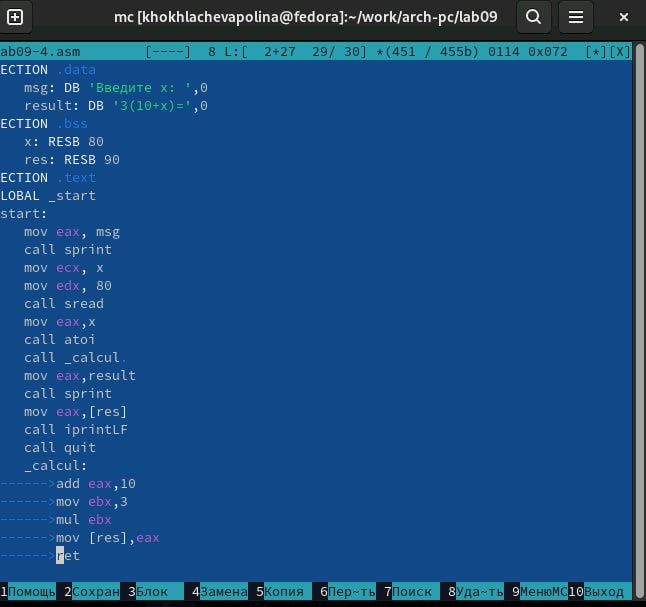 mc [khokhlachevapolina@fedora]:~/work/arch-pc/lab09
ab09-4.asm [----] 8 L:[ 2+27 29/ 30] *(451 / 455b) 0114 0x072 [*][X]
ECTION .data
msg: DB 'Введите x: ',0
result: DB '3(10+x)=',0
ECTION .bss
x: RESB 80
res: RESB 90
ECTION .text
LOBAL _start
start:
mov eax, msg
call sprint
mov ecx, x
mov edx, 80
call sread
mov eax,x
call atoi
call _calcul.
mov eax,result
call sprint
mov eax,[res]
call iprintLF
call quit
_calcul:
------>add eax,10
------>mov ebx,3
------>mul ebx
------>mov [res],eax
------>ret
1Помощь 2Сохран 3Блок 4Замена 5Копия 6Пер~ть 7Поиск 8Уда~ть 9МенюMC 10Выход